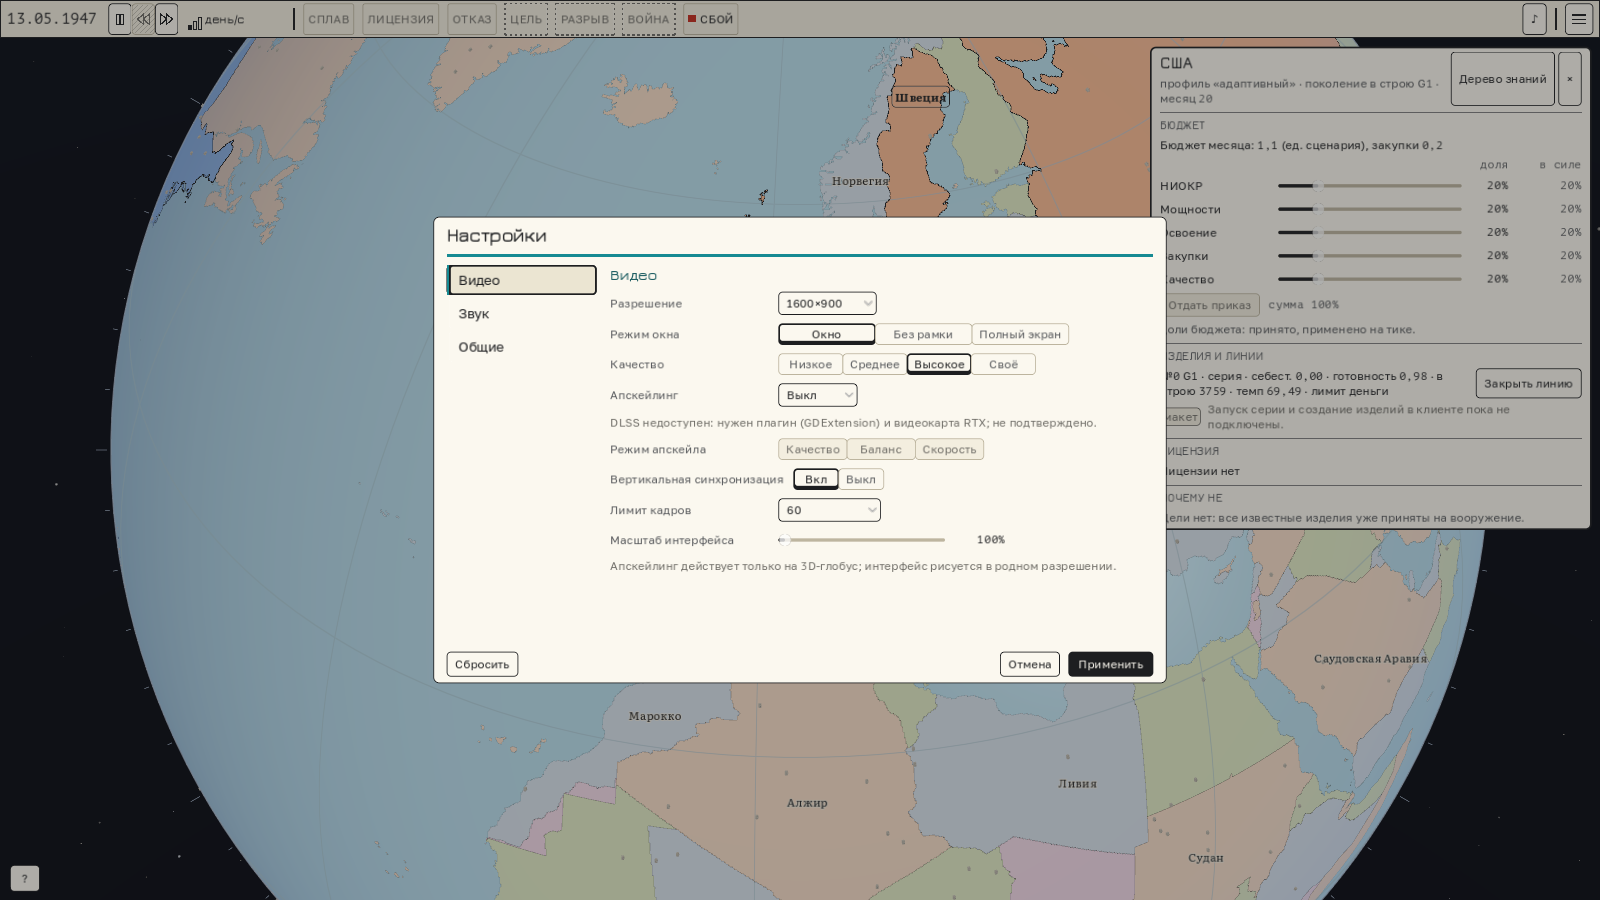 13.05.1947 день/с СПЛАВ ЛИЦЕНЗИЯ ОТКАЗ ЦЕЛЬ РАЗРЫВ ВОЙНА СБОЙ ♪
США
профиль «адаптивный» · поколение в строю G1 ·
месяц 20
Дерево знаний ×
БЮДЖЕТ
Бюджет месяца: 1,1 (ед. сценария), закупки 0,2
доля в силе
НИОКР 20% 20%
Мощности 20% 20%
своение 20% 20%
акупки 20% 20%
ачество 20% 20%
Отдать приказ сумма 100%
оли бюджета: принято, применено на тике.
ЗДЕЛИЯ И ЛИНИИ
№0 G1 · серия · себест. 0,00 · готовность 0,98 · в
трою 3759 · темп 69,49 · лимит деньги
Закрыть линию
макет Запуск серии и создание изделий в клиенте пока не
подключены.
ИЦЕНЗИЯ
ицензии нет
ОЧЕМУ НЕ
ели нет: все известные изделия уже приняты на вооружение.
Швеция
Норвегия
Настройки
Видео
Звук
Общие
Видео
Разрешение 1600×900
Режим окна Окно Без рамки Полный экран
Качество Низкое Среднее Высокое Своё
Апскейлинг Выкл
DLSS недоступен: нужен плагин (GDExtension) и видеокарта RTX; не подтверждено.
Режим апскейла Качество Баланс Скорость
Вертикальная синхронизация Вкл Выкл
Лимит кадров 60
Масштаб интерфейса 100%
Апскейлинг действует только на 3D-глобус; интерфейс рисуется в родном разрешении.
Сбросить Отмена Применить
Саудовская Аравия
Марокко
Ливия
Алжир
Судан
?